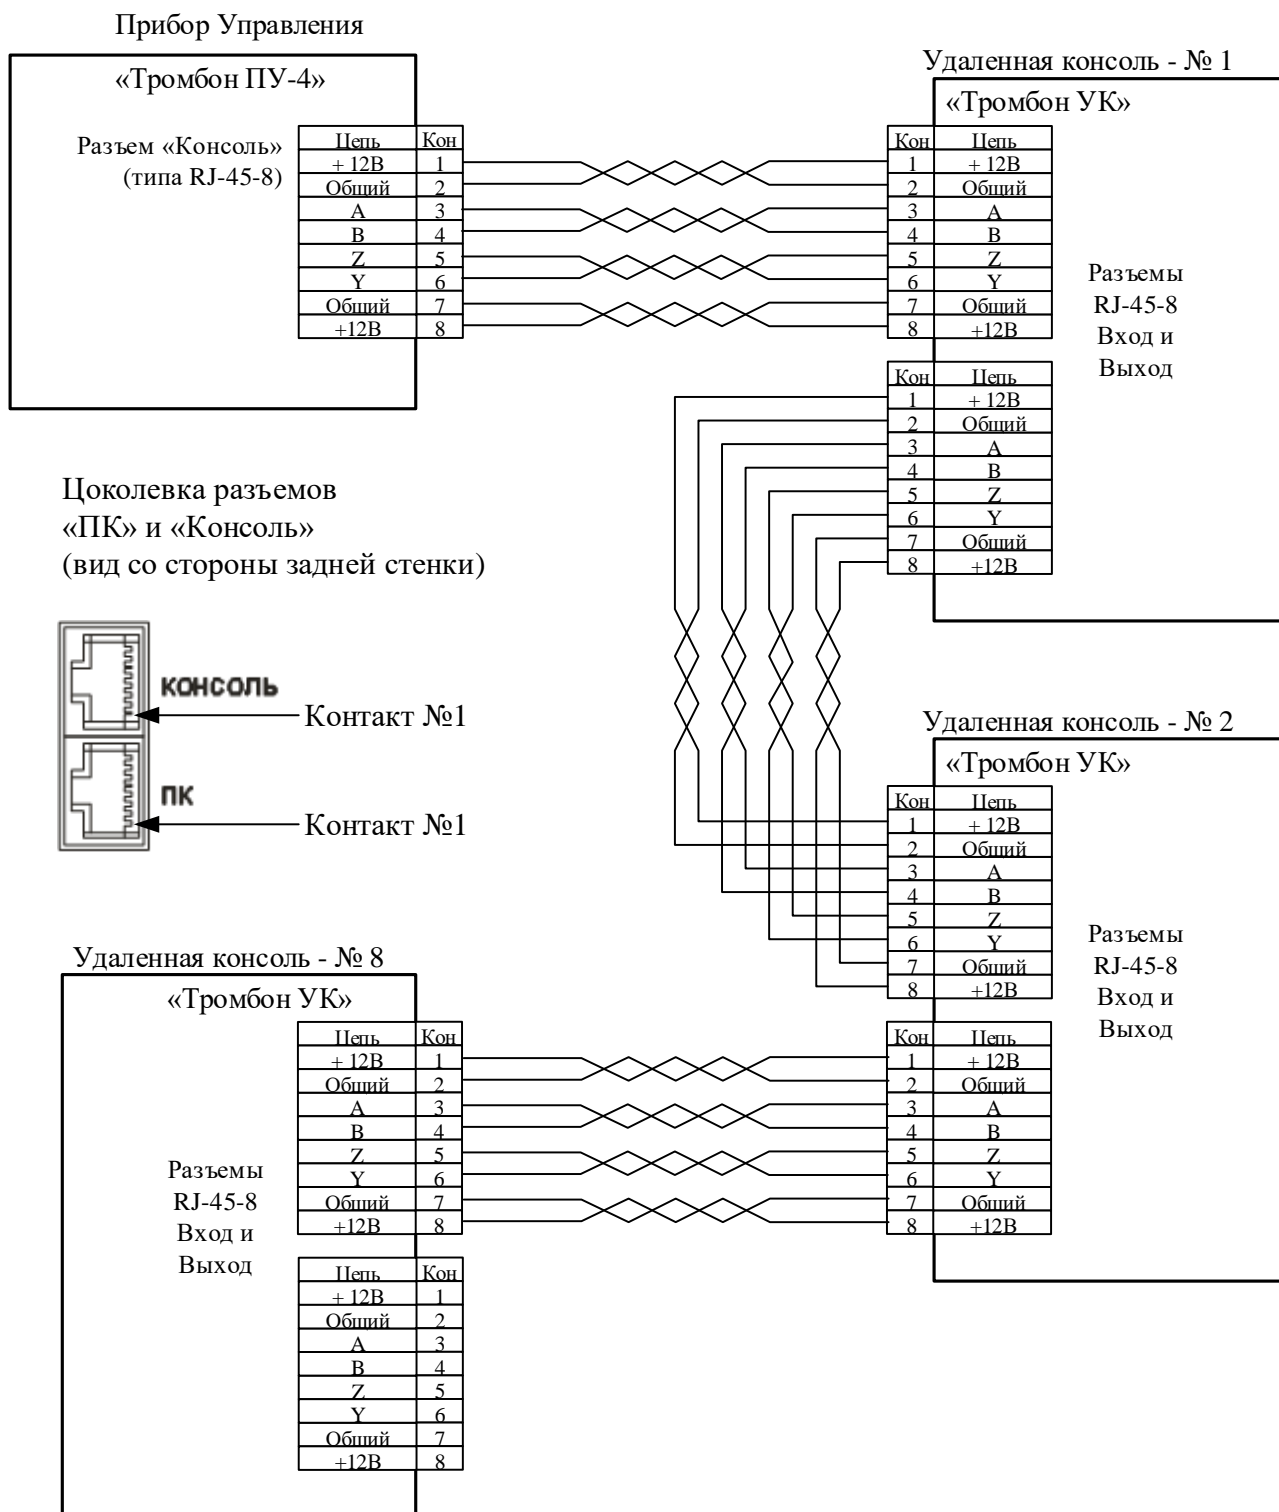 Прибор Управления
«Тромбон ПУ-4»
Разъем «Консоль»
(типа RJ-45-8)
Цепь Кон
+ 12В 1
Общий 2
A 3
B 4
Z 5
Y 6
Общий 7
+12В 8
Удаленная консоль - № 1
«Тромбон УК»
Кон Цепь
1 + 12В
2 Общий
3 A
4 B
5 Z
6 Y
7 Общий
8 +12В
Разъемы
RJ-45-8
Вход и
Выход
Кон Цепь
1 + 12В
2 Общий
3 A
4 B
5 Z
6 Y
7 Общий
8 +12В
Цоколевка разъемов
«ПК» и «Консоль»
(вид со стороны задней стенки)
КОНСОЛЬ
Контакт №1
ПК
Контакт №1
Удаленная консоль - № 2
«Тромбон УК»
Кон Цепь
1 + 12В
2 Общий
3 A
4 B
5 Z
6 Y
7 Общий
8 +12В
Разъемы
RJ-45-8
Вход и
Выход
Кон Цепь
1 + 12В
2 Общий
3 A
4 B
5 Z
6 Y
7 Общий
8 +12В
Удаленная консоль - № 8
«Тромбон УК»
Цепь Кон
+ 12В 1
Общий 2
A 3
B 4
Z 5
Y 6
Общий 7
+12В 8
Разъемы
RJ-45-8
Вход и
Выход
Цепь Кон
+ 12В 1
Общий 2
A 3
B 4
Z 5
Y 6
Общий 7
+12В 8